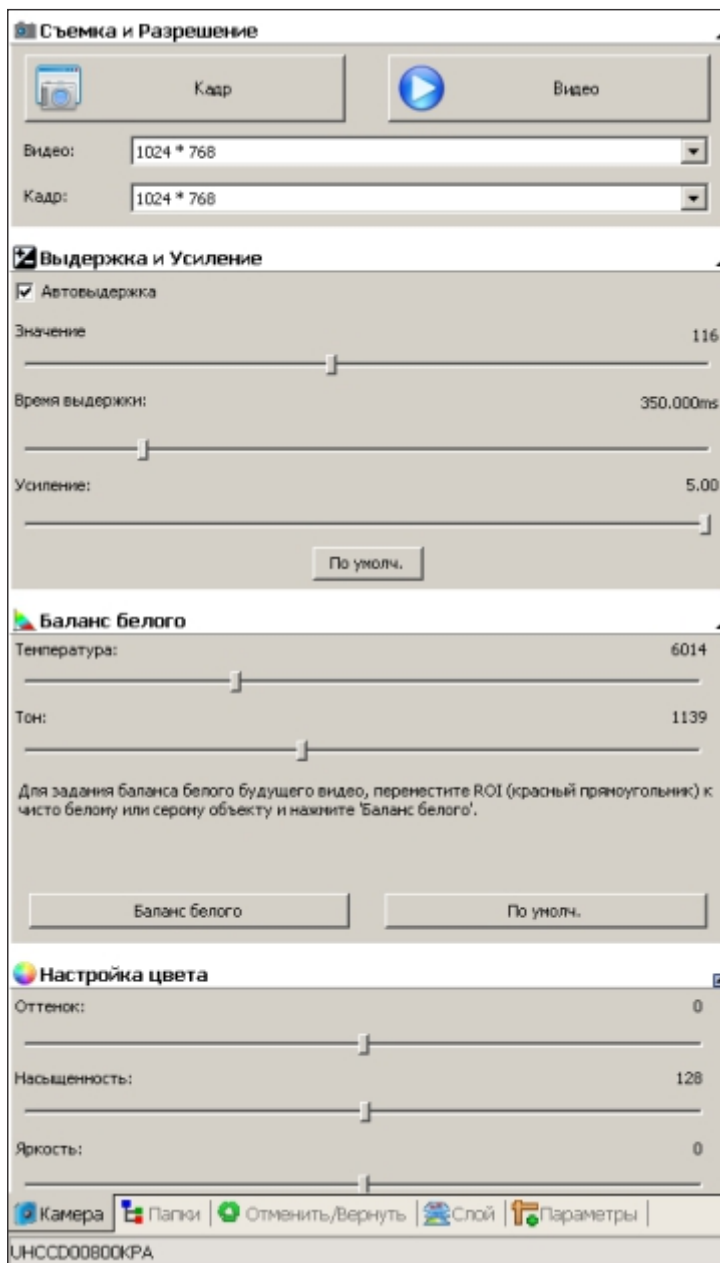 Съемка и Разрешение
Кадр
Видео
Видео: 1024 * 768
Кадр: 1024 * 768
Выдержка и Усиление
Автовыдержка
Значение 116
Время выдержки: 350.000ms
Усиление: 5.00
По умолч.
Баланс белого
Температура: 6014
Тон: 1139
Для задания баланса белого будущего видео, переместите ROI (красный прямоугольник) к
чисто белому или серому объекту и нажмите 'Баланс белого'.
Баланс белого
По умолч.
Настройка цвета
Оттенок: 0
Насыщенность: 128
Яркость: 0
Камера Папки Отменить/Вернуть Слой Параметры
UHCCD00800KPA